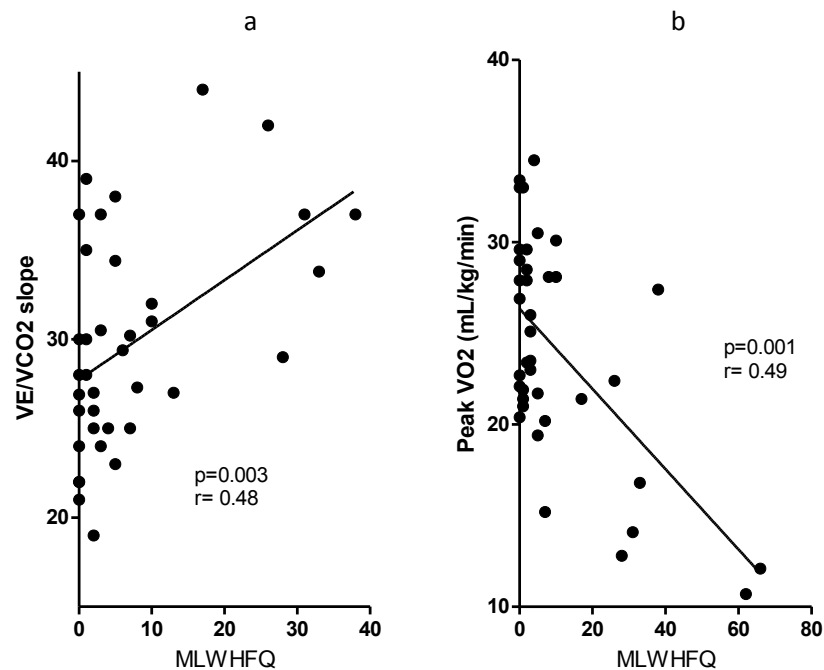 a
VE/VCO2 slope
40
30
20
0 10 20 30 40
MLWHFQ
p=0.003
r= 0.48
b
Peak VO2 (mL/kg/min)
40
30
20
10
0 20 40 60 80
MLWHFQ
p=0.001
r= 0.49